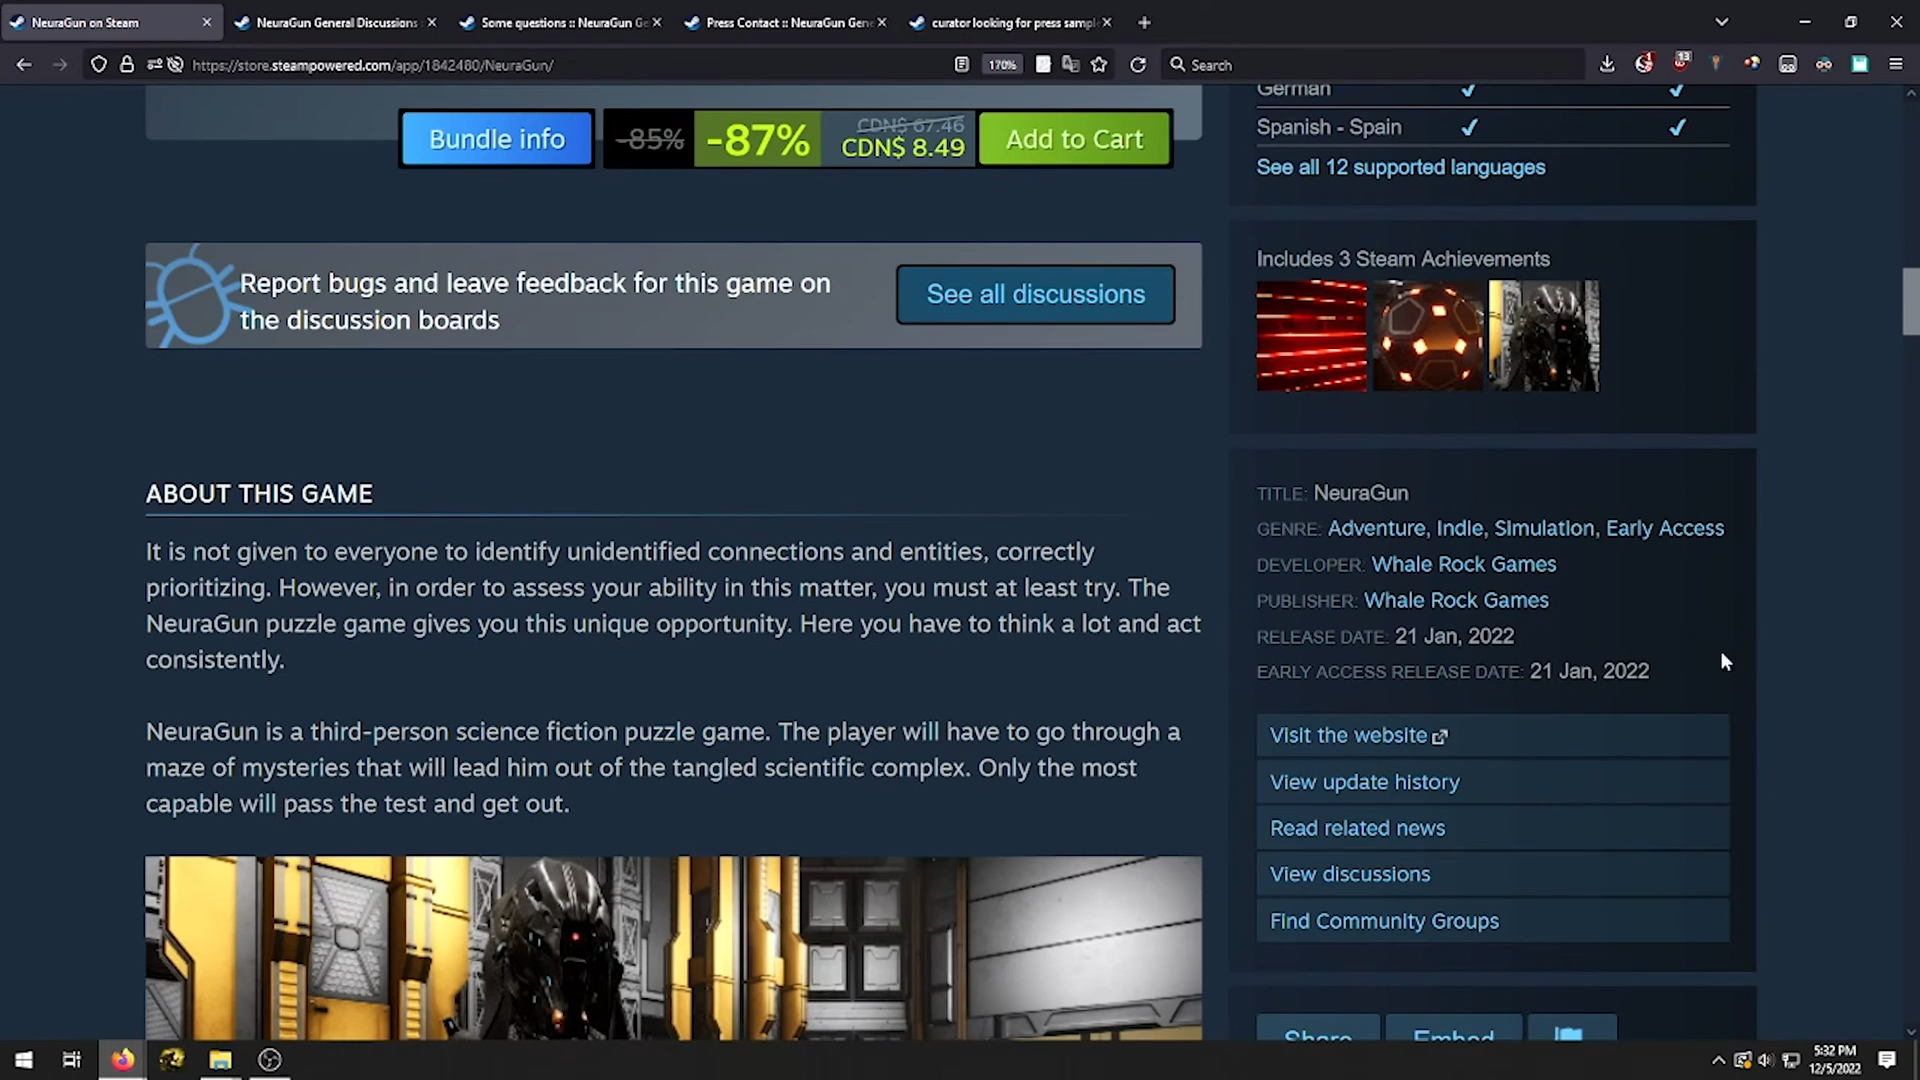 NeuraGun on Steam
NeuraGun General Discussions
Some questions :: NeuraGun Ge
Press Contact :: NeuraGun Gene
curator looking for press sampl
https://store.steampowered.com/app/1842480/NeuraGun/
170%
Search
13
Bundle info
-85%
-87%
CDN$ 67.46
CDN$ 8.49
Add to Cart
German
Spanish - Spain
See all 12 supported languages
Report bugs and leave feedback for this game on
the discussion boards
See all discussions
Includes 3 Steam Achievements
ABOUT THIS GAME
It is not given to everyone to identify unidentified connections and entities, correctly
prioritizing. However, in order to assess your ability in this matter, you must at least try. The
NeuraGun puzzle game gives you this unique opportunity. Here you have to think a lot and act
consistently.
NeuraGun is a third-person science fiction puzzle game. The player will have to go through a
maze of mysteries that will lead him out of the tangled scientific complex. Only the most
capable will pass the test and get out.
TITLE: NeuraGun
GENRE: Adventure, Indie, Simulation, Early Access
DEVELOPER: Whale Rock Games
PUBLISHER: Whale Rock Games
RELEASE DATE: 21 Jan, 2022
EARLY ACCESS RELEASE DATE: 21 Jan, 2022
Visit the website
View update history
Read related news
View discussions
Find Community Groups
Share
Embed
5:32 PM
12/5/2022